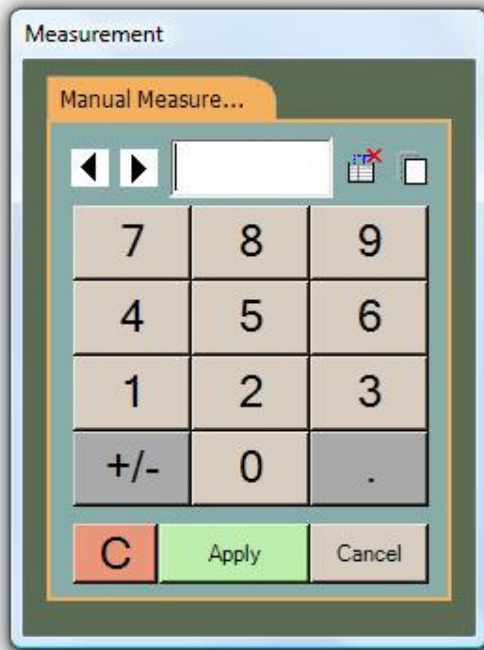 Measurement
Manual Measure...
7 8 9
4 5 6
1 2 3
+/- 0 .
C Apply Cancel